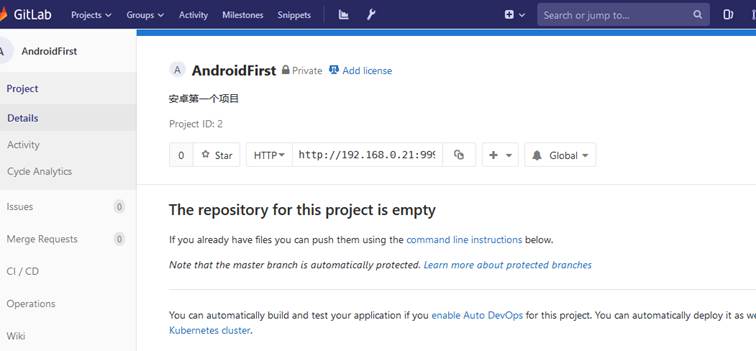 GitLab Projects Groups Activity Milestones Snippets Search or jump to...
A AndroidFirst
Project
Details
Activity
Cycle Analytics
Issues 0
Merge Requests 0
CI / CD
Operations
Wiki
A AndroidFirst Private Add license
安卓第一个项目
Project ID: 2
0 Star HTTP http://192.168.0.21:999 Global
The repository for this project is empty
If you already have files you can push them using the command line instructions below.
Note that the master branch is automatically protected. Learn more about protected branches
You can automatically build and test your application if you enable Auto DevOps for this project. You can automatically deploy it as we
Kubernetes cluster.